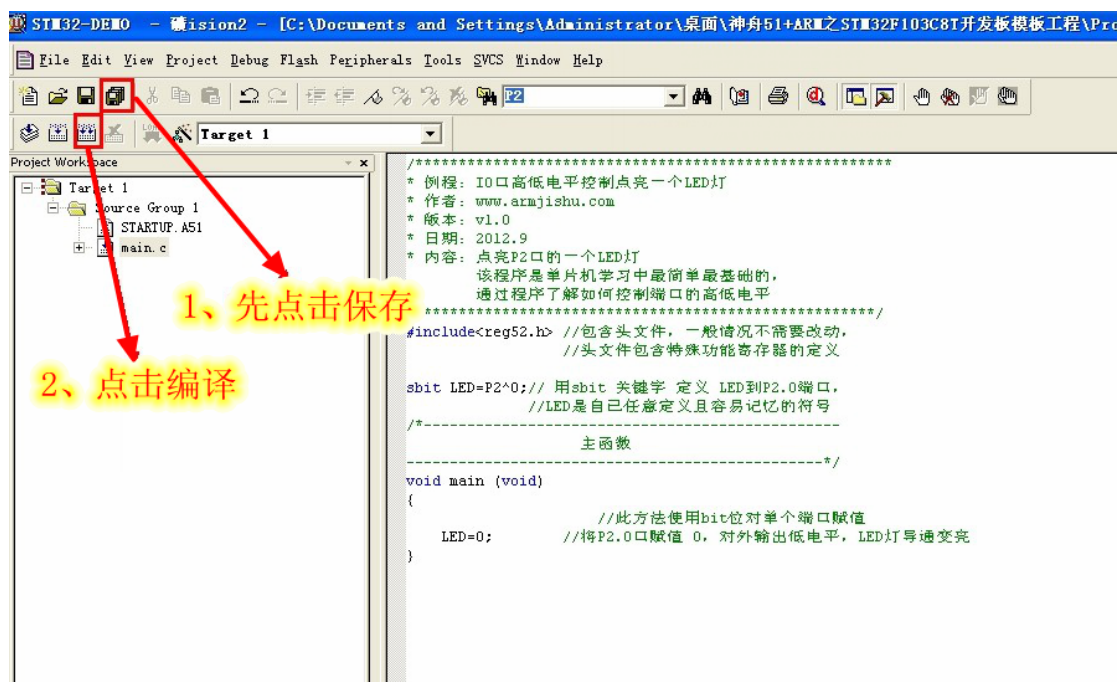 STM32-DEMO - 礦ision2 - [C:\Documents and Settings\Administrator\桌面\神舟51+ARM之STM32F103C8T开发板模板工程\Pro
File Edit View Project Debug Flash Peripherals Tools SVCS Window Help
P2
Target 1
Project Workspace
Target 1
Source Group 1
STARTUP.A51
main.c
1、先点击保存
2、点击编译
/*******************************************************
* 例程: IO口高低电平控制点亮一个LED灯
* 作者: www.armjishu.com
* 版本: v1.0
* 日期: 2012.9
* 内容: 点亮P2口的一个LED灯
该程序是单片机学习中最简单最基础的,
通过程序了解如何控制端口的高低电平
******************************************************/
#include<reg52.h> //包含头文件, 一般情况不需要改动,
//头文件包含特殊功能寄存器的定义
sbit LED=P2^0;// 用sbit 关键字 定义 LED到P2.0端口,
//LED是自己任意定义且容易记忆的符号
/*------------------------------------------------
主函数
------------------------------------------------*/
void main (void)
{
//此方法使用bit位对单个端口赋值
LED=0; //将P2.0口赋值 0, 对外输出低电平, LED灯导通变亮
}